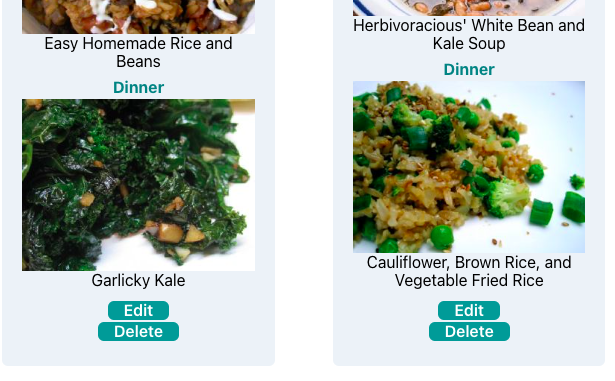 Easy Homemade Rice and
Beans
Dinner
Garlicky Kale
Edit
Delete
Herbivoracious' White Bean and
Kale Soup
Dinner
Cauliflower, Brown Rice, and
Vegetable Fried Rice
Edit
Delete